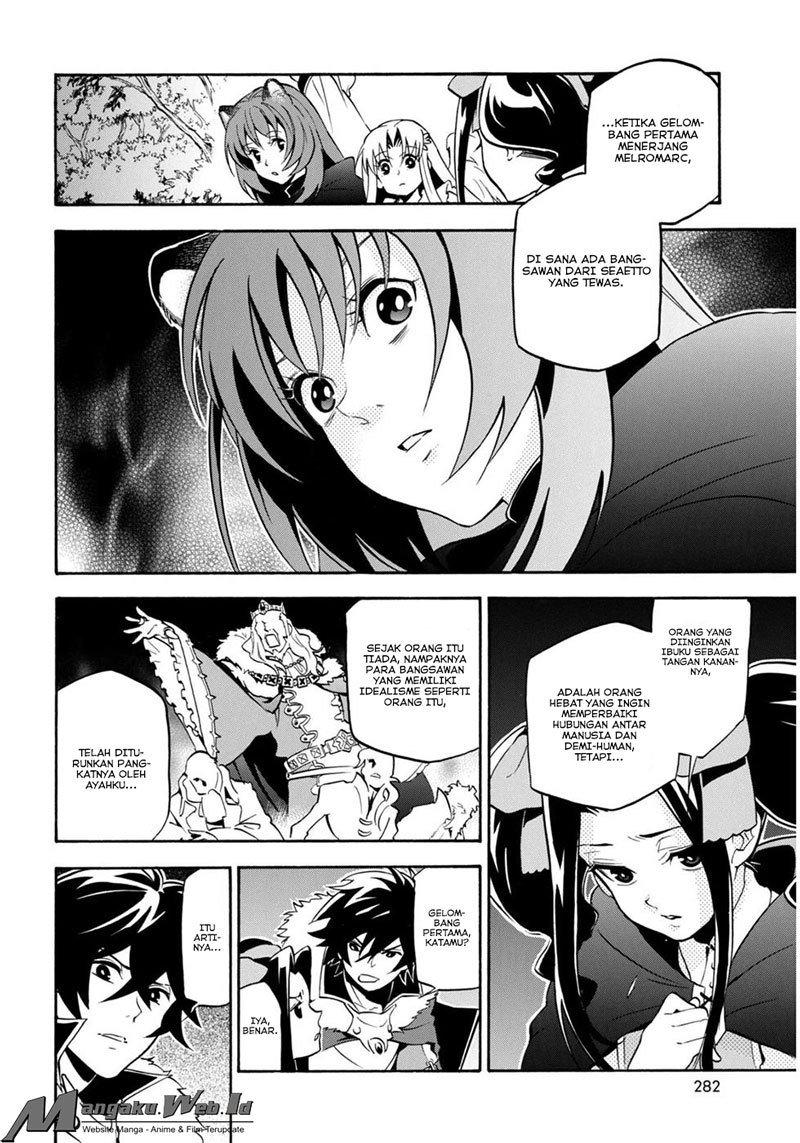 ...KETIKA GELOM-
BANG PERTAMA
MENERJANG
MELROMARC,
DI SANA ADA BANG-
SAWAN DARI SEAETTO
YANG TEWAS.
ORANG YANG
DIINGINKAN
IBUKU SEBAGAI
TANGAN KANAN-
NYA,
ADALAH ORANG
HEBAT YANG INGIN
MEMPERBAIKI
HUBUNGAN ANTAR
MANUSIA DAN
DEMI-HUMAN,
TETAPI...
SEJAK ORANG ITU
TIADA, NAMPAKNYA
PARA BANGSAWAN
YANG MEMILIKI
IDEALISME SEPERTI
ORANG ITU,
TELAH DITU-
RUNKAN PANG-
KATNYA OLEH
AYAHKU...
GELOM-
BANG
PERTAMA,
KATAMU?
IYA,
BENAR.
ITU
ARTI-
NYA...
282
Mangaku.Web.Id
Website Manga - Anime & Film Terupdate